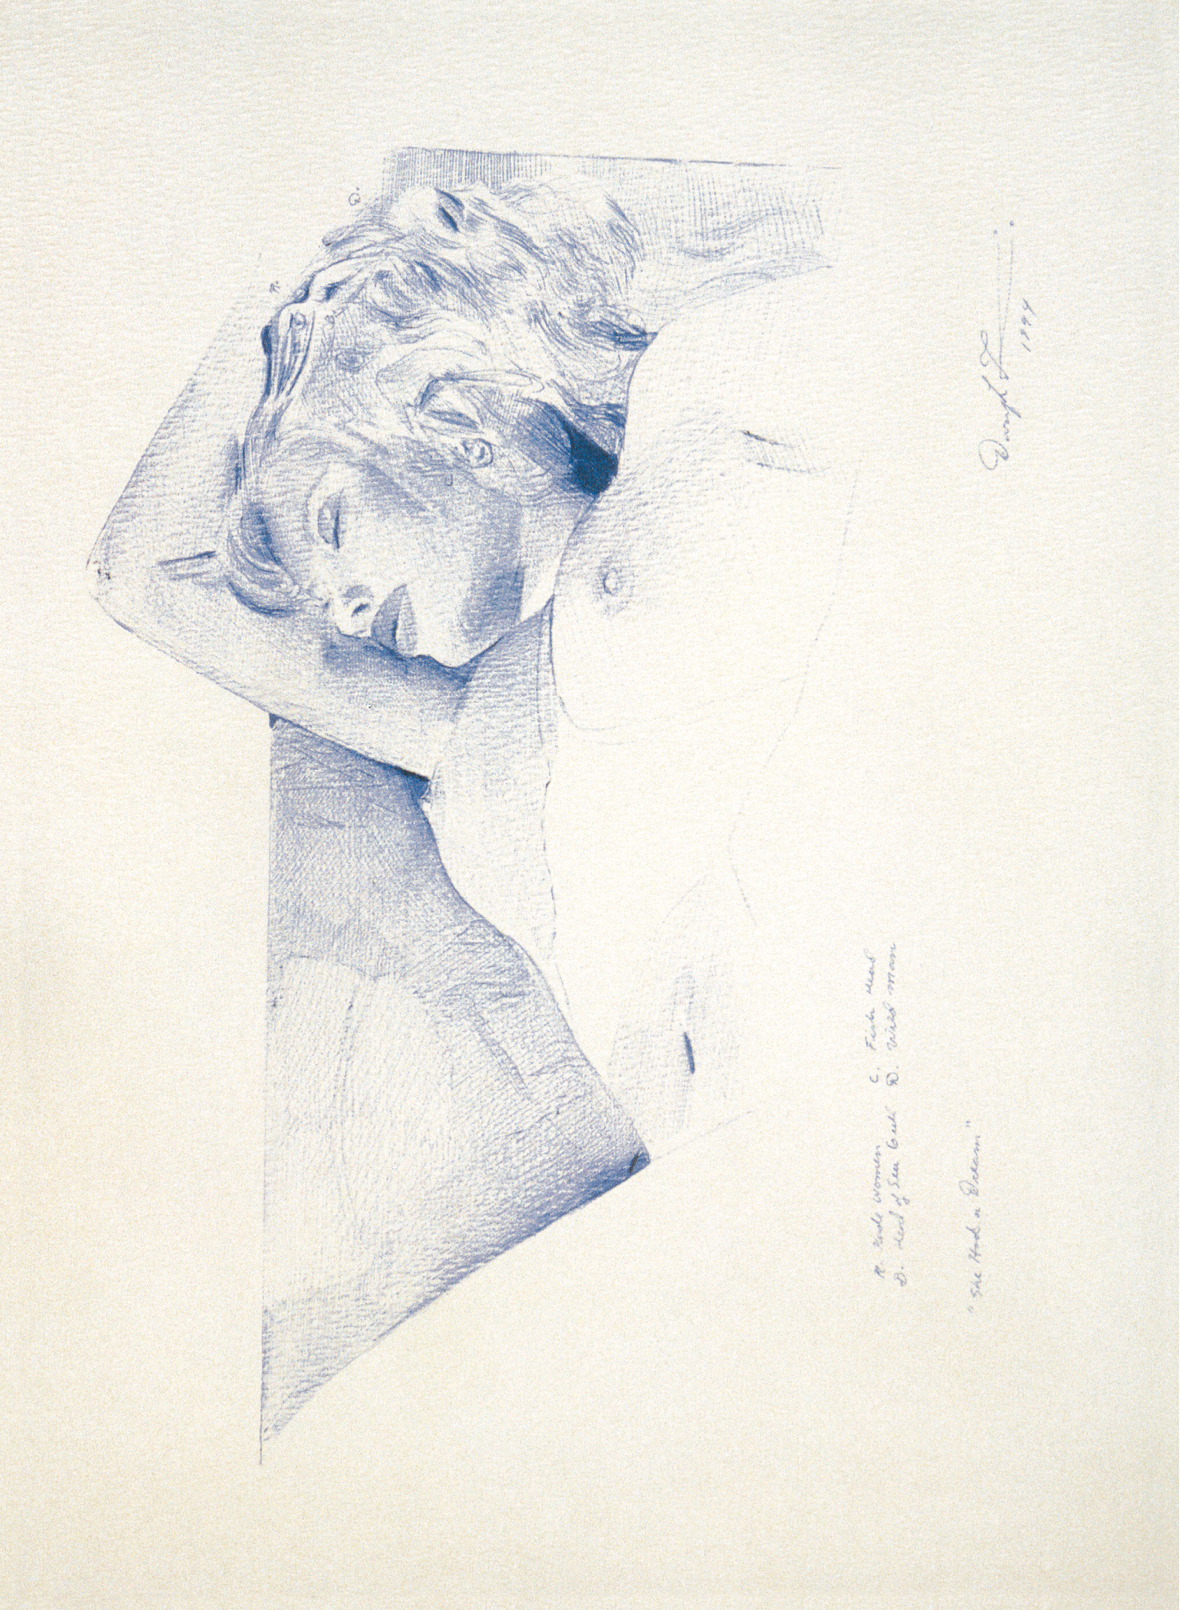 A. Nude Women C. Fish Head
B. Head of Sea Gull D. Wild Man
"She Had a Dream"
1994